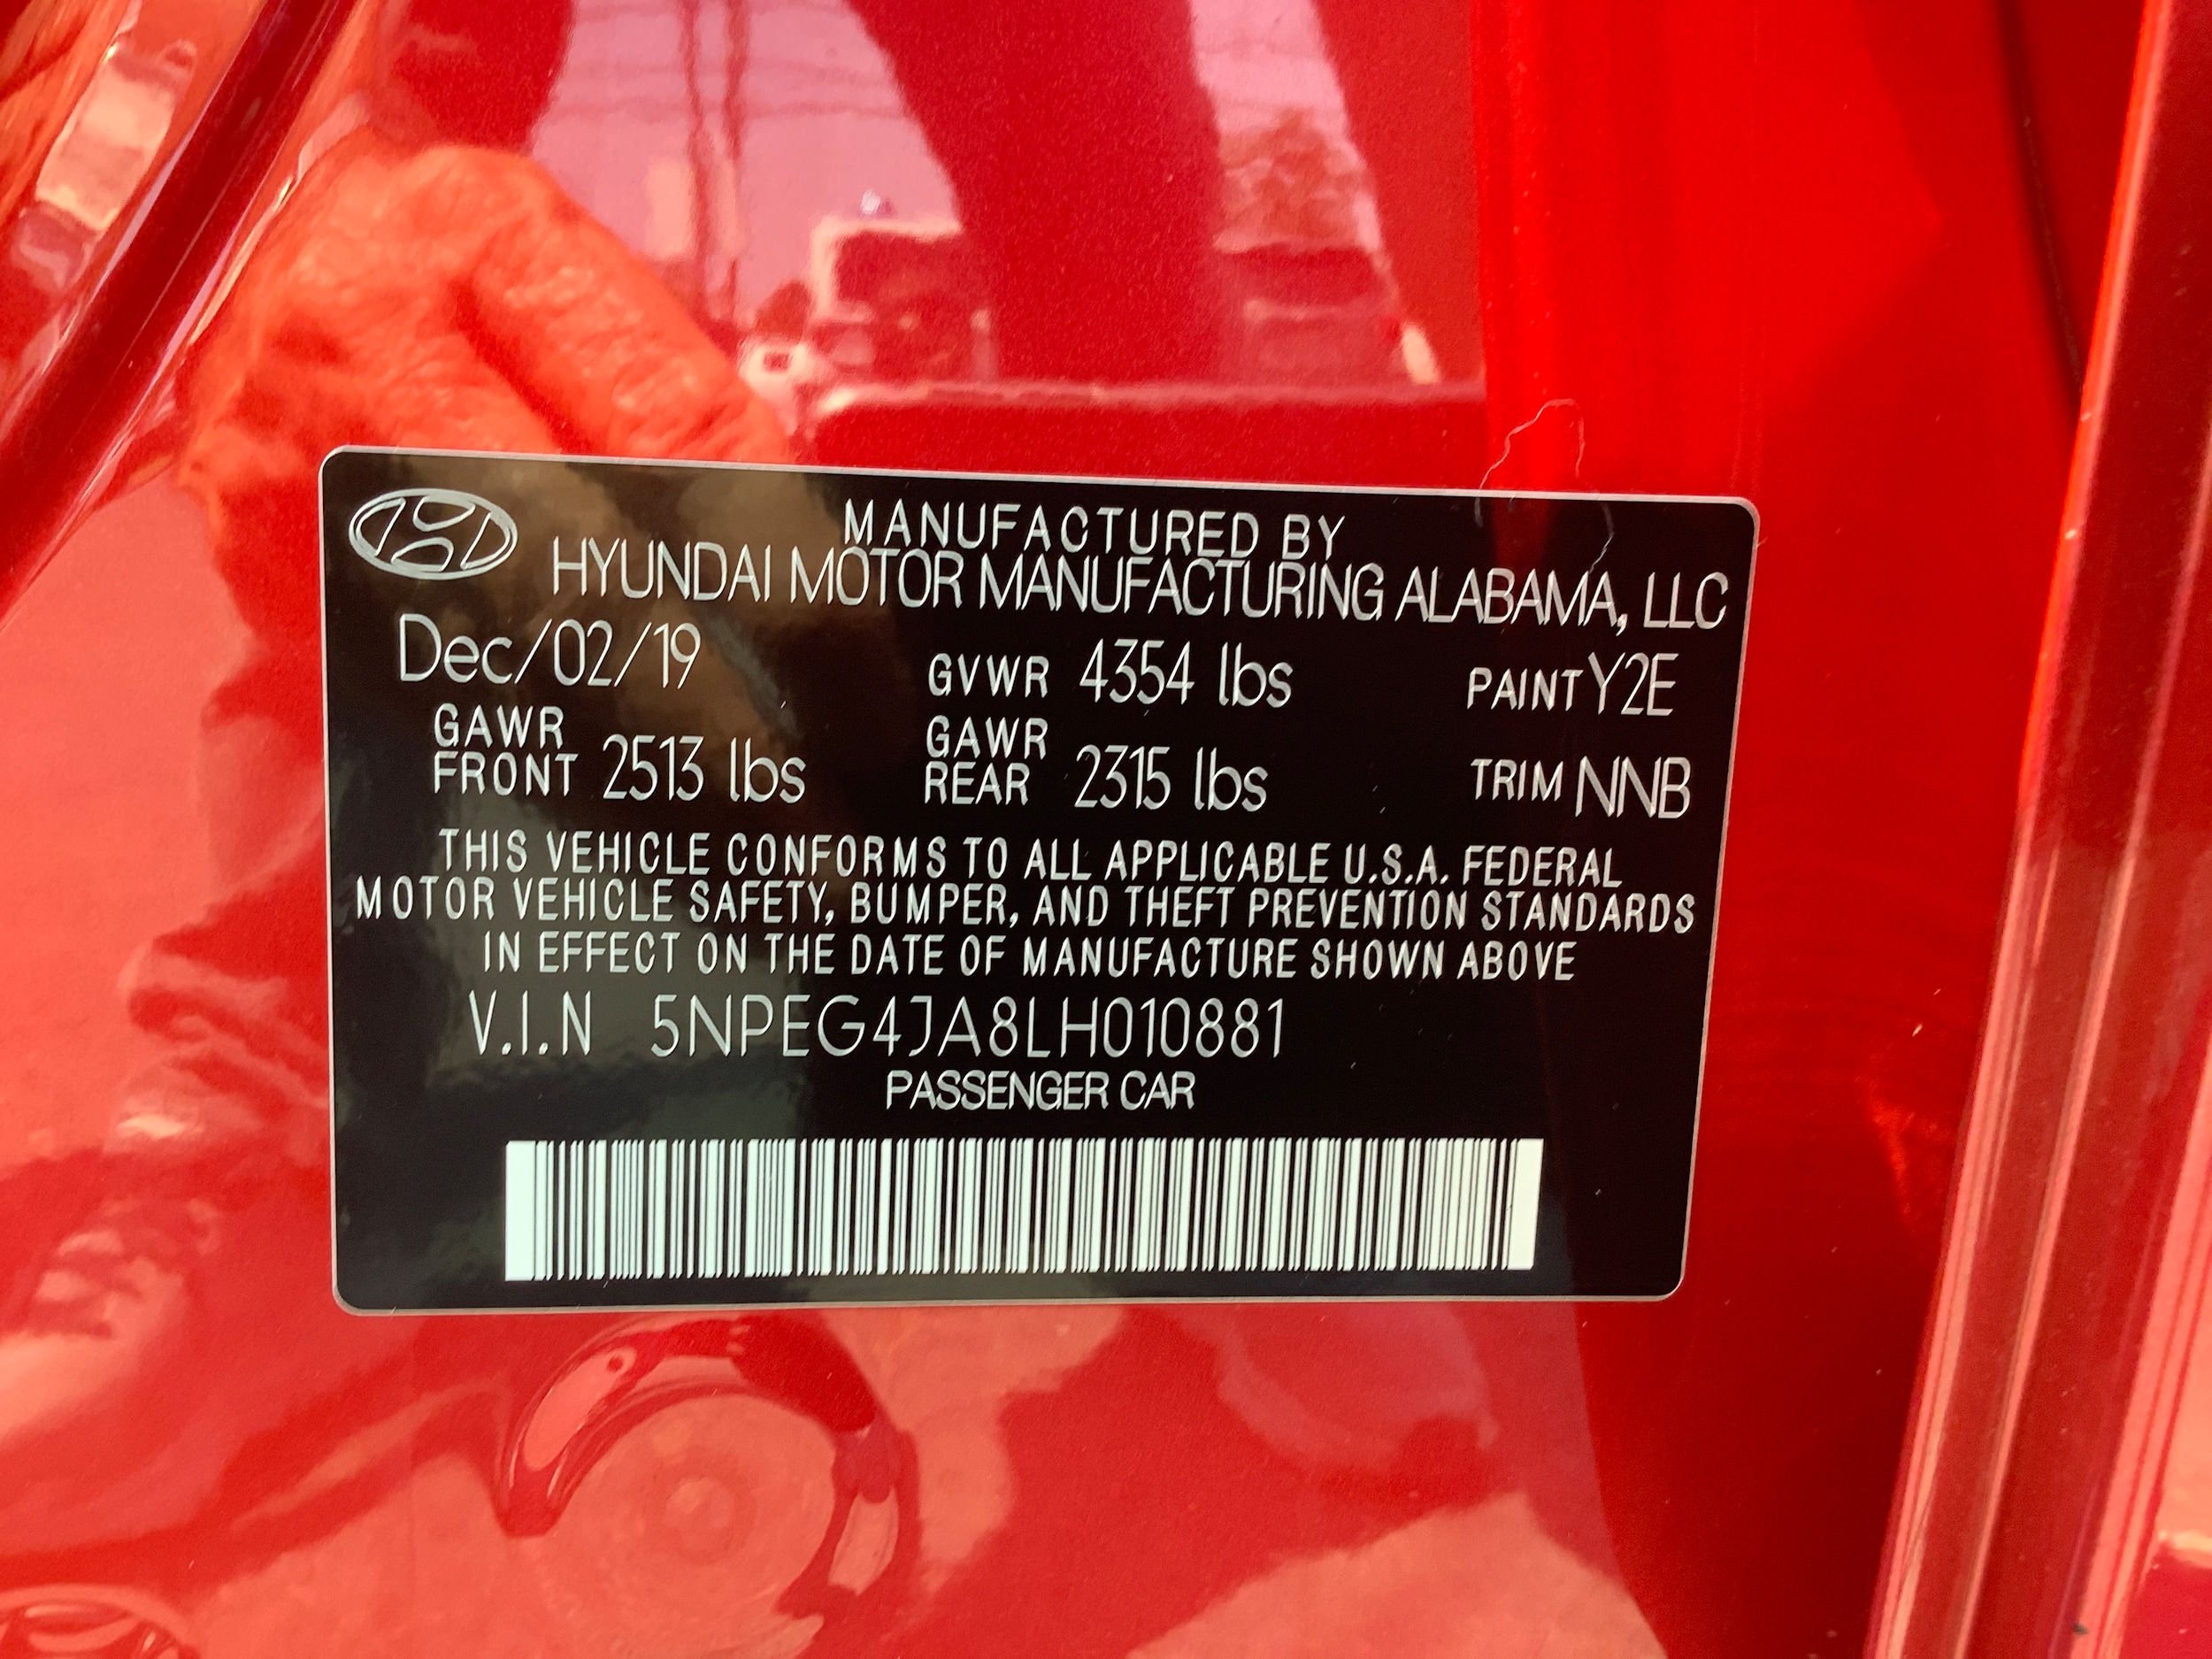 MANUFACTURED BY
HYUNDAI MOTOR MANUFACTURING ALABAMA, LLC
Dec/02/19 GVWR 4354 lbs PAINT Y2E
GAWR FRONT 2513 lbs GAWR REAR 2315 lbs TRIM NNB
THIS VEHICLE CONFORMS TO ALL APPLICABLE U.S.A. FEDERAL
MOTOR VEHICLE SAFETY, BUMPER, AND THEFT PREVENTION STANDARDS
IN EFFECT ON THE DATE OF MANUFACTURE SHOWN ABOVE
V.I.N 5NPEG4JA8LH010881
PASSENGER CAR